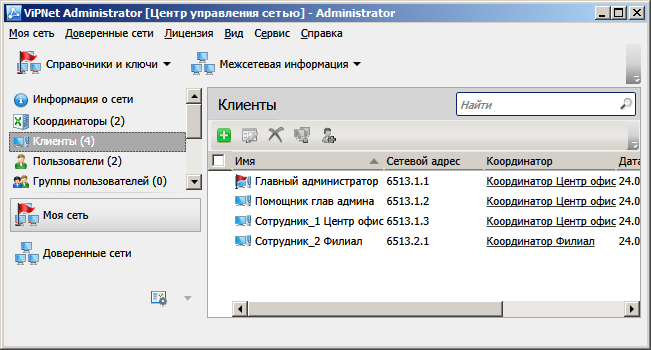 ViPNet Administrator [Центр управления сетью] - Administrator
Моя сеть Доверенные сети Лицензия Вид Сервис Справка
Справочники и ключи Межсетевая информация
Информация о сети
Координаторы (2)
Клиенты (4)
Пользователи (2)
Группы пользователей (0)
Моя сеть
Доверенные сети
Клиенты Найти
Имя Сетевой адрес Координатор Дата
Главный администратор 6513.1.1 Координатор Центр офис 24.0
Помощник глав админа 6513.1.2 Координатор Центр офис 24.0
Сотрудник_1 Центр офис 6513.1.3 Координатор Центр офис 24.0
Сотрудник_2 Филиал 6513.2.1 Координатор Филиал 24.0